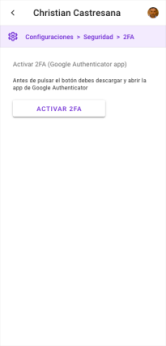 Christian Castresana
Configuraciones > Seguridad > 2FA
Activar 2FA (Google Authenticator app)
Antes de pulsar el botón debes descargar y abrir la
app de Google Authenticator
ACTIVAR 2FA